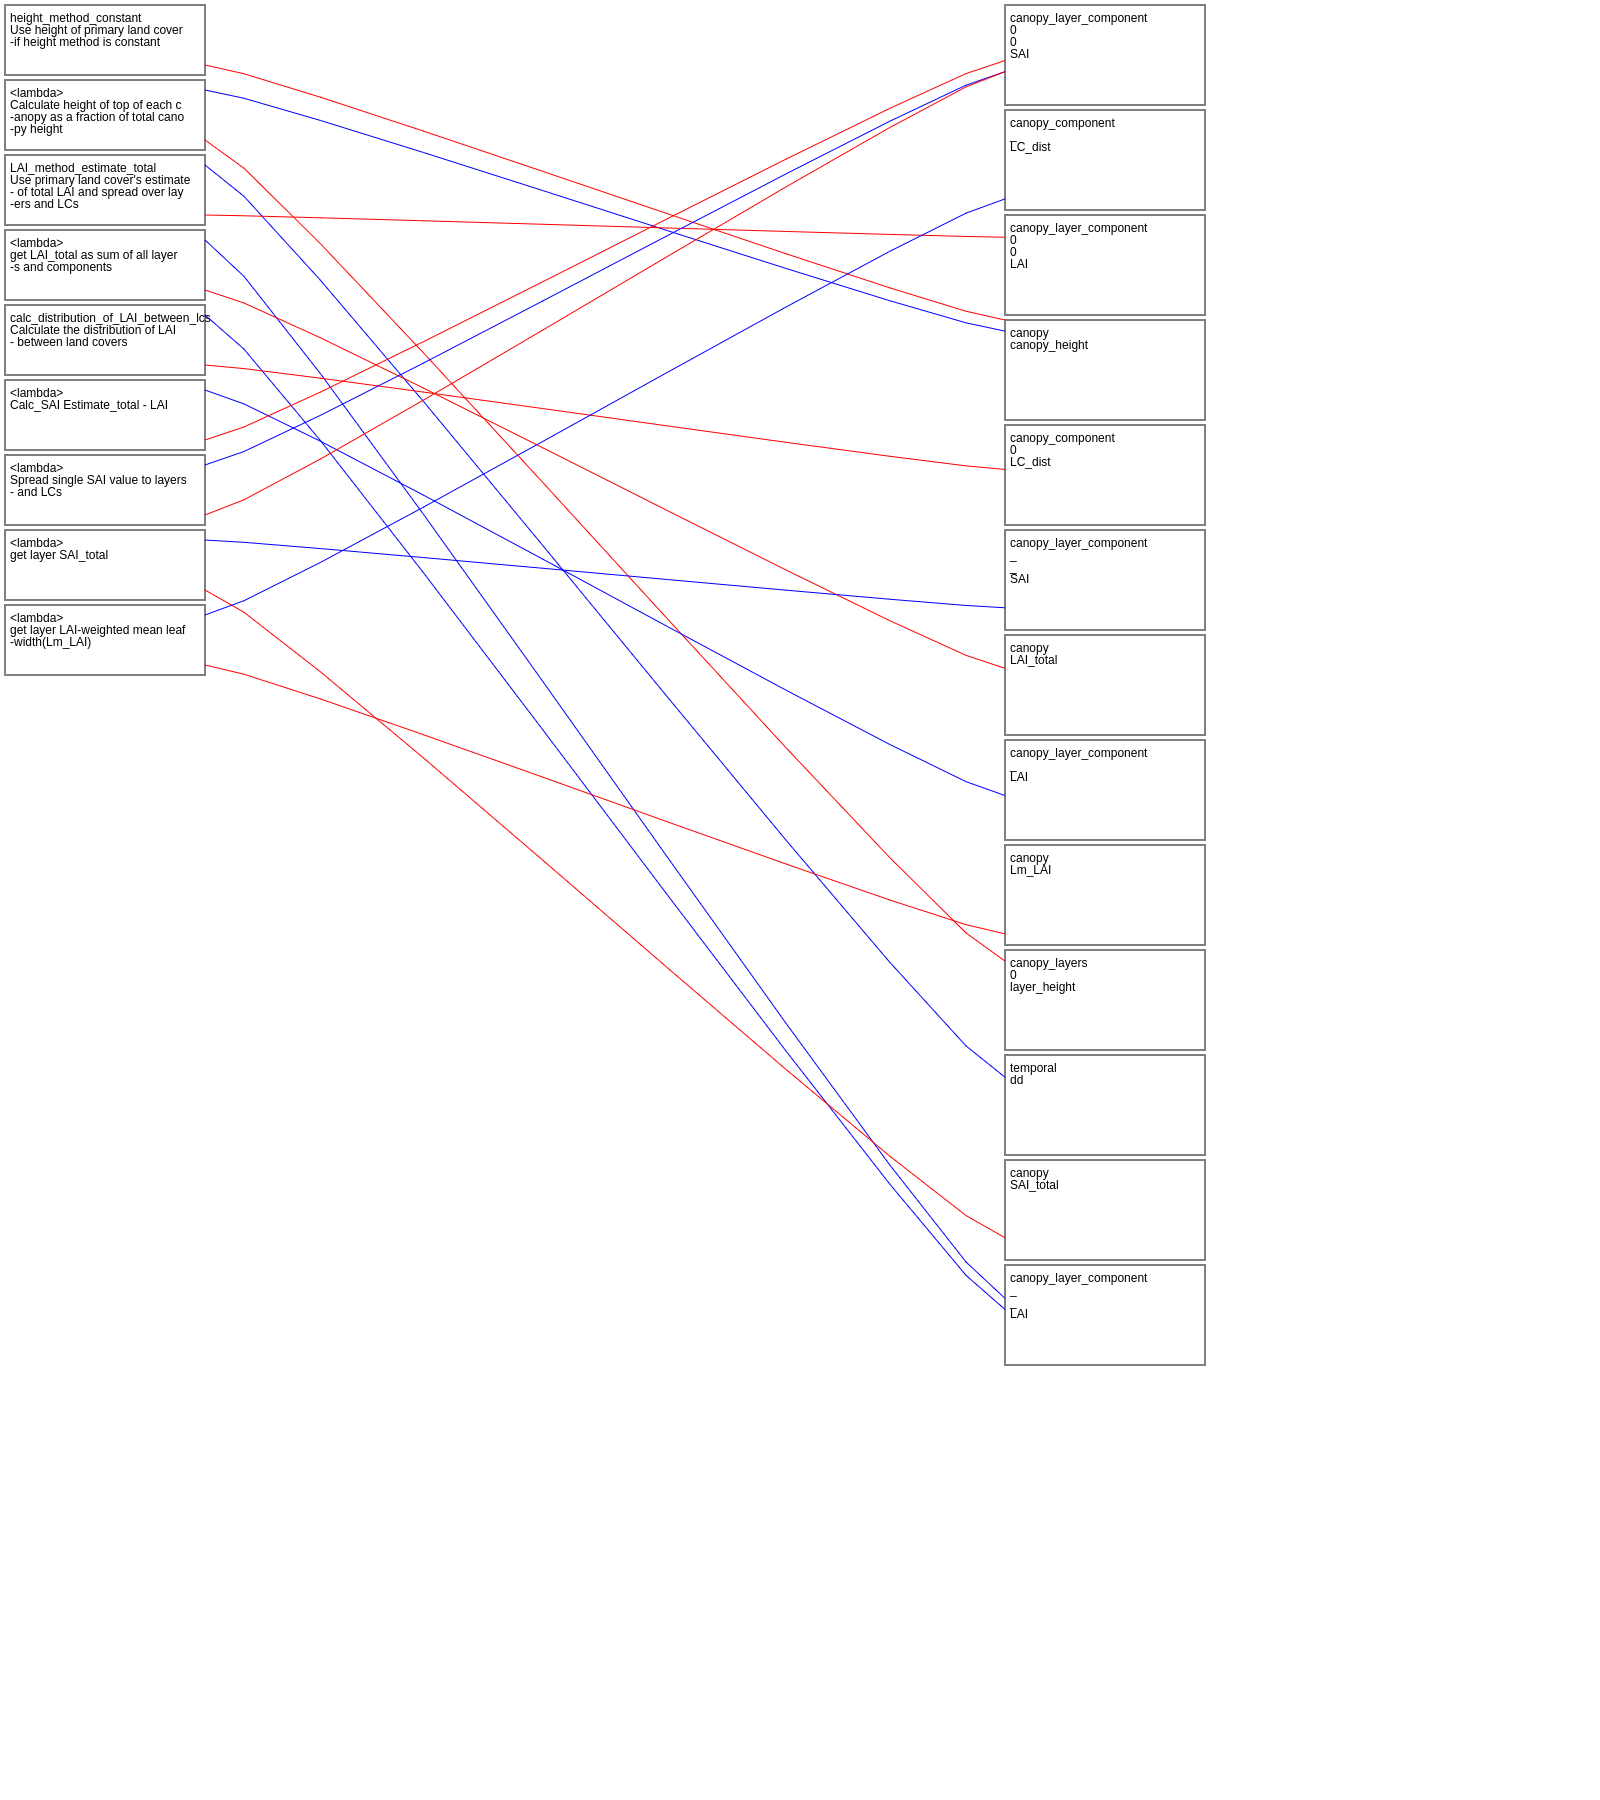 height_method_constant
Use height of primary land cover
-if height method is constant
<lambda>
Calculate height of top of each c
-anopy as a fraction of total cano
-py height
LAI_method_estimate_total
Use primary land cover's estimate
- of total LAI and spread over lay
-ers and LCs
<lambda>
get LAI_total as sum of all layer
-s and components
calc_distribution_of_LAI_between_lcs
Calculate the distribution of LAI
- between land covers
<lambda>
Calc_SAI Estimate_total - LAI
<lambda>
Spread single SAI value to layers
- and LCs
<lambda>
get layer SAI_total
<lambda>
get layer LAI-weighted mean leaf
-width(Lm_LAI)
canopy_layer_component
0
0
SAI
canopy_component
_
LC_dist
canopy_layer_component
0
0
LAI
canopy
canopy_height
canopy_component
0
LC_dist
canopy_layer_component
_
_
SAI
canopy
LAI_total
canopy_layer_component
_
LAI
canopy
Lm_LAI
canopy_layers
0
layer_height
temporal
dd
canopy
SAI_total
canopy_layer_component
_
_
LAI